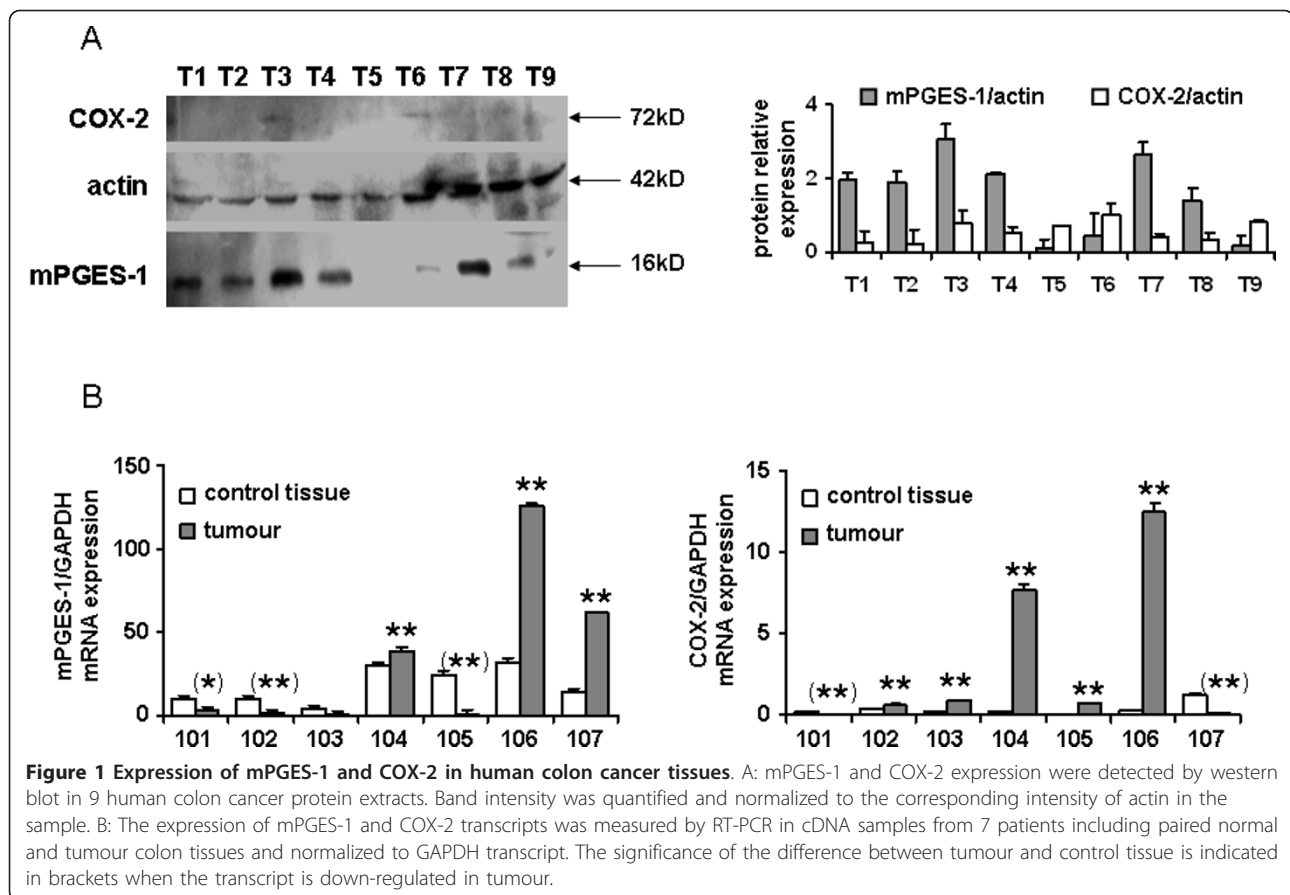 A
T1 T2 T3 T4 T5 T6 T7 T8 T9
COX-2
72kD
actin
42kD
mPGES-1
16kD
mPGES-1/actin COX-2/actin
protein relative
expression
4
2
0
T1 T2 T3 T4 T5 T6 T7 T8 T9
B
mPGES-1/GAPDH
mRNA expression
150
100
50
0
control tissue
tumour
(*) (**) ** (**) ** **
101 102 103 104 105 106 107
COX-2/GAPDH
mRNA expression
15
10
5
0
control tissue
tumour
(**) ** ** ** ** ** (**)
101 102 103 104 105 106 107
Figure 1 Expression of mPGES-1 and COX-2 in human colon cancer tissues. A: mPGES-1 and COX-2 expression were detected by western
blot in 9 human colon cancer protein extracts. Band intensity was quantified and normalized to the corresponding intensity of actin in the
sample. B: The expression of mPGES-1 and COX-2 transcripts was measured by RT-PCR in cDNA samples from 7 patients including paired normal
and tumour colon tissues and normalized to GAPDH transcript. The significance of the difference between tumour and control tissue is indicated
in brackets when the transcript is down-regulated in tumour.